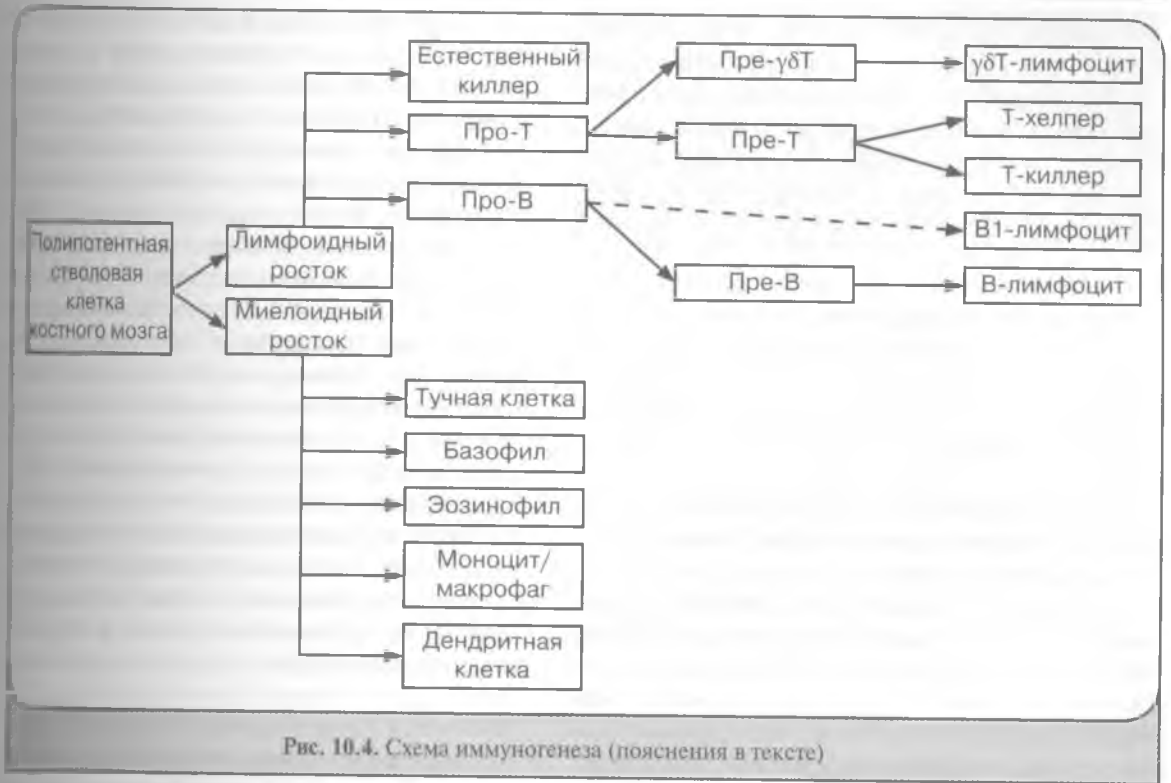 Естественный
киллер
Про-Т
Про-В
Пре-γδТ
Пре-Т
Пре-В
γδТ-лимфоцит
Т-хелпер
Т-киллер
В1-лимфоцит
В-лимфоцит
Полипотентная
стволовая
клетка
костного мозга
Лимфоидный
росток
Миелоидный
росток
Тучная клетка
Базофил
Эозинофил
Моноцит/
макрофаг
Дендритная
клетка
Рис. 10.4. Схема иммуногенеза (пояснения в тексте)